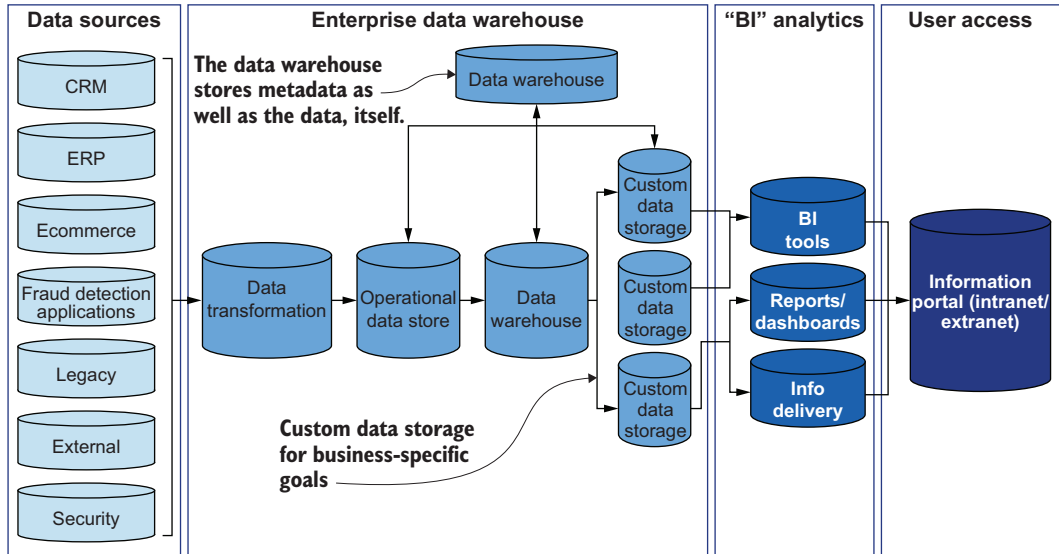 Data sources
Enterprise data warehouse
“BI” analytics
User access
CRM
ERP
Ecommerce
Fraud detection
applications
Legacy
External
Security
The data warehouse
stores metadata as
well as the data, itself.
Data warehouse
Data
transformation
Operational
data store
Data
warehouse
Custom
data
storage
Custom
data
storage
Custom
data
storage
Custom data storage
for business-specific
goals
BI
tools
Reports/
dashboards
Info
delivery
Information
portal (intranet/
extranet)